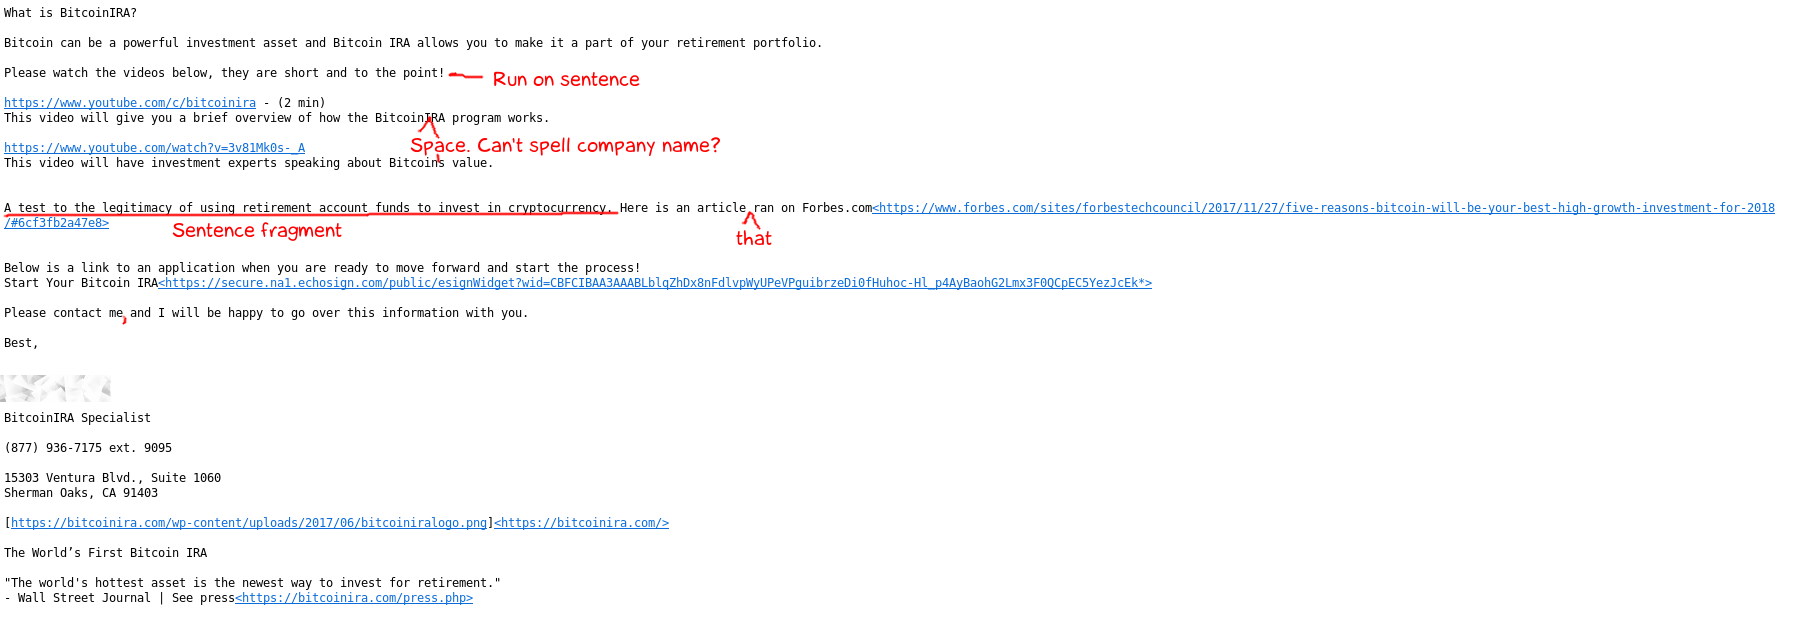 What is BitcoinIRA?
Bitcoin can be a powerful investment asset and Bitcoin IRA allows you to make it a part of your retirement portfolio.
Please watch the videos below, they are short and to the point!
Run on sentence
https://www.youtube.com/c/bitcoinira - (2 min)
This video will give you a brief overview of how the BitcoinIRA program works.
Space. Can't spell company name?
https://www.youtube.com/watch?v=3v81Mk0s-_A
This video will have investment experts speaking about Bitcoins value.
'
A test to the legitimacy of using retirement account funds to invest in cryptocurrency. Here is an article ran on Forbes.com<https://www.forbes.com/sites/forbestechcouncil/2017/11/27/five-reasons-bitcoin-will-be-your-best-high-growth-investment-for-2018
/#6cf3fb2a47e8>
Sentence fragment
that
Below is a link to an application when you are ready to move forward and start the process!
Start Your Bitcoin IRA<https://secure.na1.echosign.com/public/esignWidget?wid=CBFCIBAA3AAABLblqZhDx8nFdlvpWyUPeVPguibrzeDi0fHuhoc-Hl_p4AyBaohG2Lmx3F0QCpEC5YezJcEk*>
Please contact me, and I will be happy to go over this information with you.
Best,
BitcoinIRA Specialist
(877) 936-7175 ext. 9095
15303 Ventura Blvd., Suite 1060
Sherman Oaks, CA 91403
[https://bitcoinira.com/wp-content/uploads/2017/06/bitcoiniralogo.png]<https://bitcoinira.com/>
The World’s First Bitcoin IRA
"The world's hottest asset is the newest way to invest for retirement."
- Wall Street Journal | See press<https://bitcoinira.com/press.php>